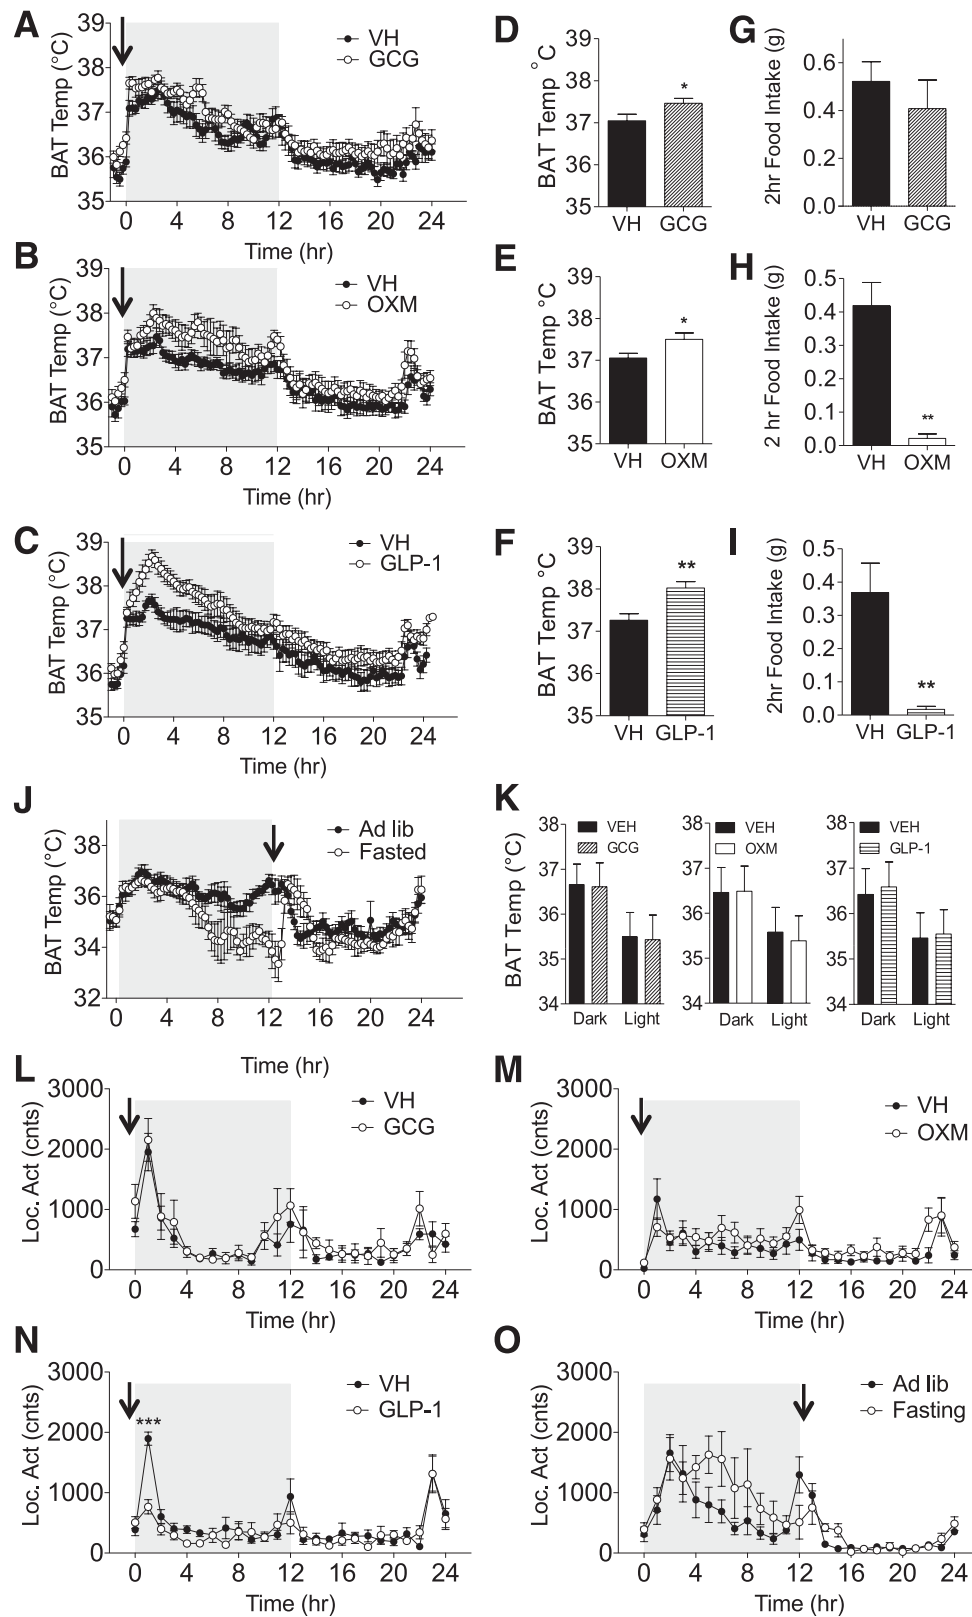 A
BAT Temp (°C)
39
38
37
36
35
VH
GCG
0 4 8 12 16 20 24
Time (hr)
D
BAT Temp °C
39
38
37
36
35
*
VH GCG
G
2hr Food Intake (g)
0.6
0.4
0.2
0.0
VH GCG
B
BAT Temp (°C)
39
38
37
36
35
VH
OXM
0 4 8 12 16 20 24
Time (hr)
E
BAT Temp °C
39
38
37
36
35
*
VH OXM
H
2 hr Food Intake (g)
0.5
0.4
0.3
0.2
0.1
0.0
**
VH OXM
C
BAT Temp (°C)
39
38
37
36
35
VH
GLP-1
0 4 8 12 16 20 24
Time (hr)
F
BAT Temp °C
39
38
37
36
35
**
VH GLP-1
I
2hr Food Intake (g)
0.5
0.4
0.3
0.2
0.1
0.0
**
VH GLP-1
J
BAT Temp (°C)
38
36
34
32
Ad lib
Fasted
0 4 8 12 16 20 24
Time (hr)
K
BAT Temp (°C)
38
37
36
35
34
VEH
GCG
Dark Light
38
37
36
35
34
VEH
OXM
Dark Light
38
37
36
35
34
VEH
GLP-1
Dark Light
L
Loc. Act (cnts)
3000
2000
1000
0
VH
GCG
0 4 8 12 16 20 24
Time (hr)
M
Loc. Act (cnts)
3000
2000
1000
0
VH
OXM
0 4 8 12 16 20 24
Time (hr)
N
Loc. Act (cnts)
3000
2000
1000
0
***
VH
GLP-1
0 4 8 12 16 20 24
Time (hr)
O
Loc. Act (cnts)
3000
2000
1000
0
Ad lib
Fasting
0 4 8 12 16 20 24
Time (hr)